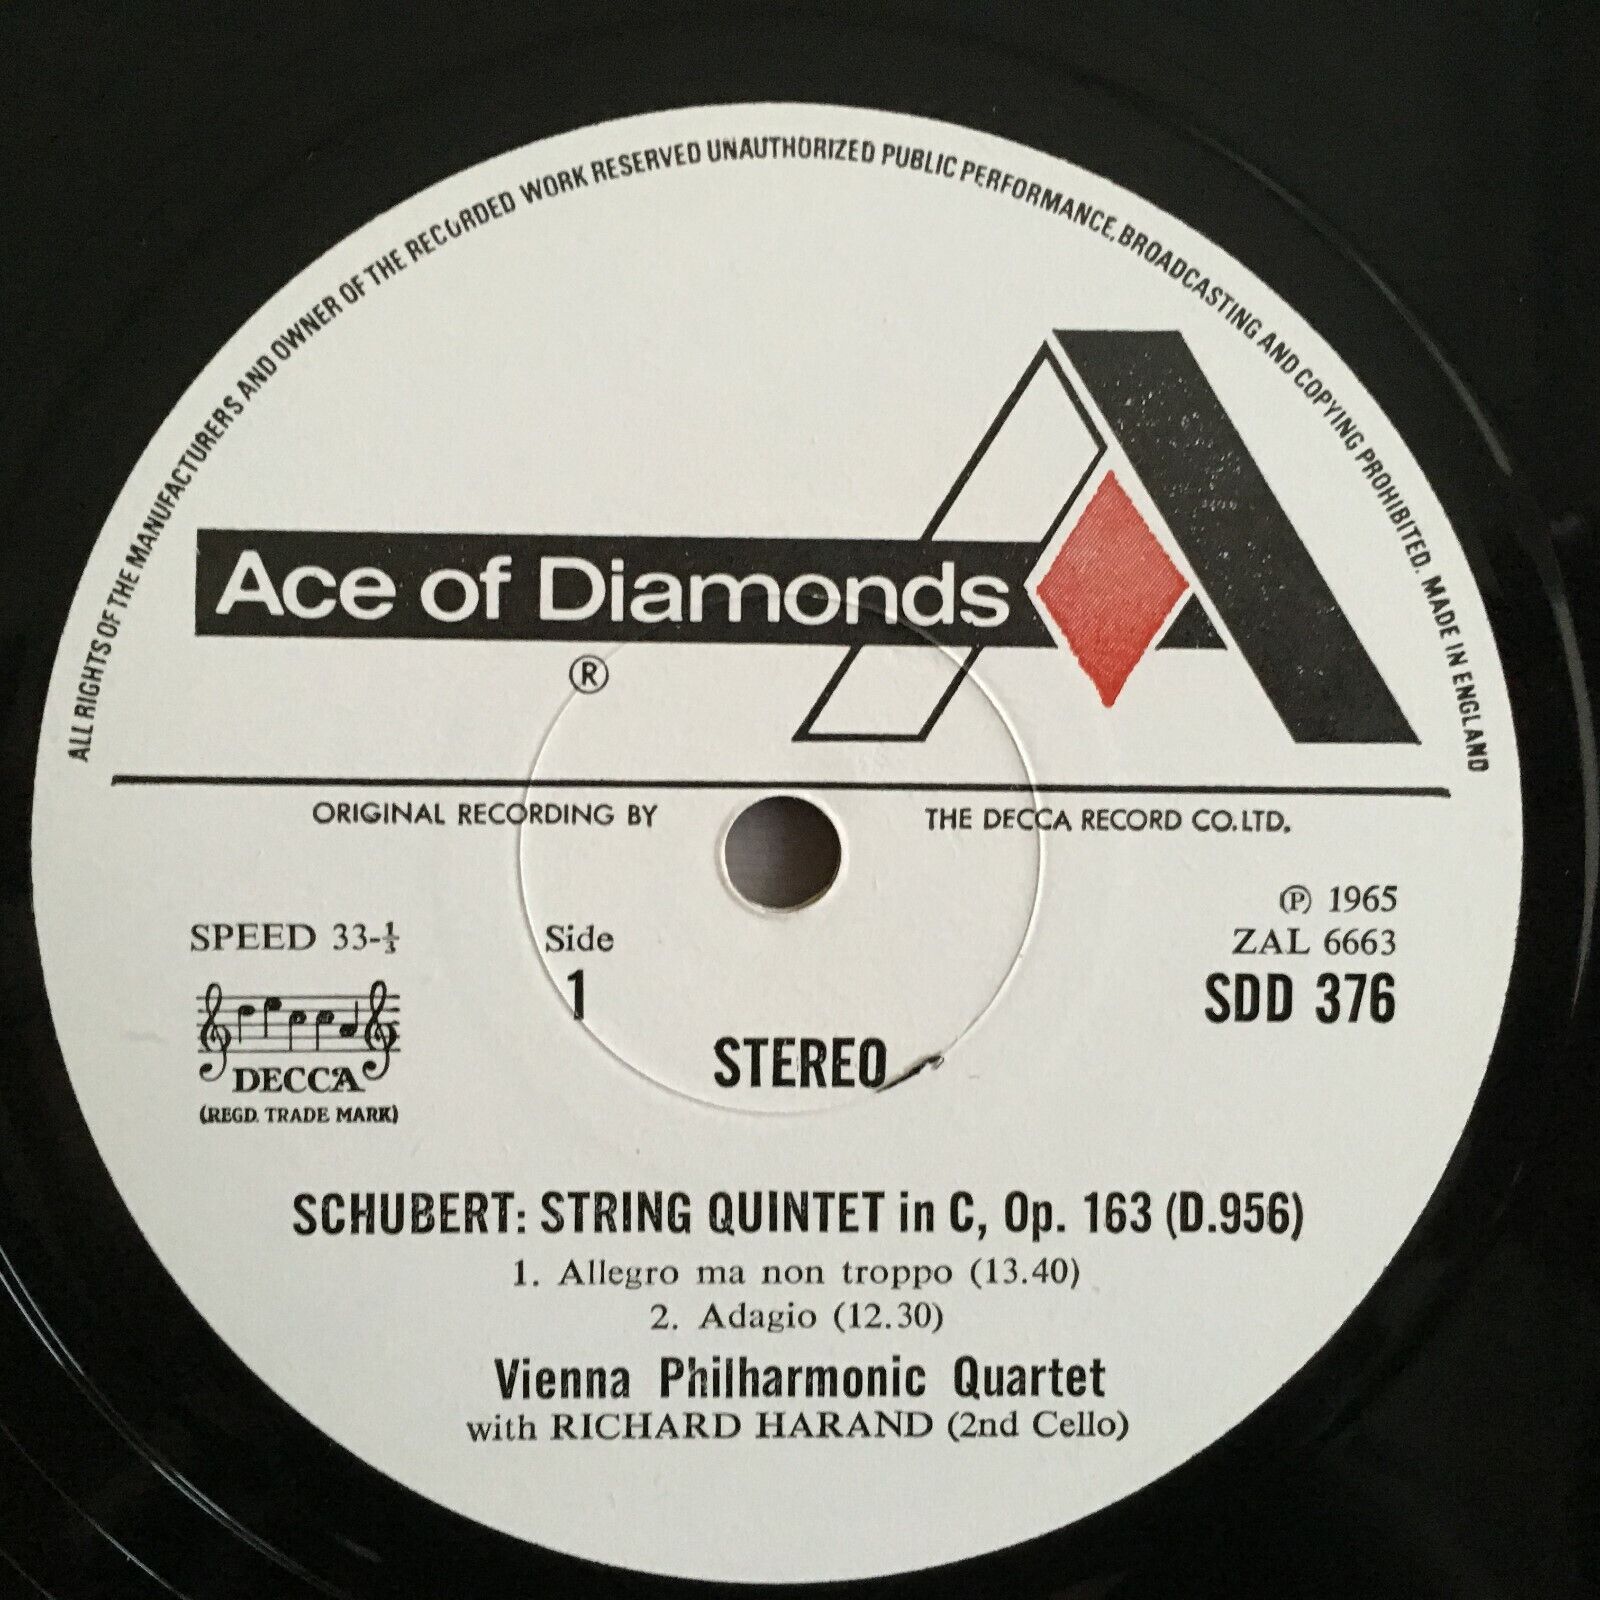 ALL RIGHTS OF THE MANUFACTURERS AND OWNER OF THE RECORDED WORK RESERVED UNAUTHORIZED PUBLIC PERFORMANCE, BROADCASTING AND COPYING PROHIBITED. MADE IN ENGLAND
Ace of Diamonds
®
ORIGINAL RECORDING BY THE DECCA RECORD CO. LTD.
℗ 1965
SPEED 33-⅓ Side ZAL 6663
1 SDD 376
STEREO
DECCA
(REGD. TRADE MARK)
SCHUBERT: STRING QUINTET in C, Op. 163 (D.956)
1. Allegro ma non troppo (13.40)
2. Adagio (12.30)
Vienna Philharmonic Quartet
with RICHARD HARAND (2nd Cello)